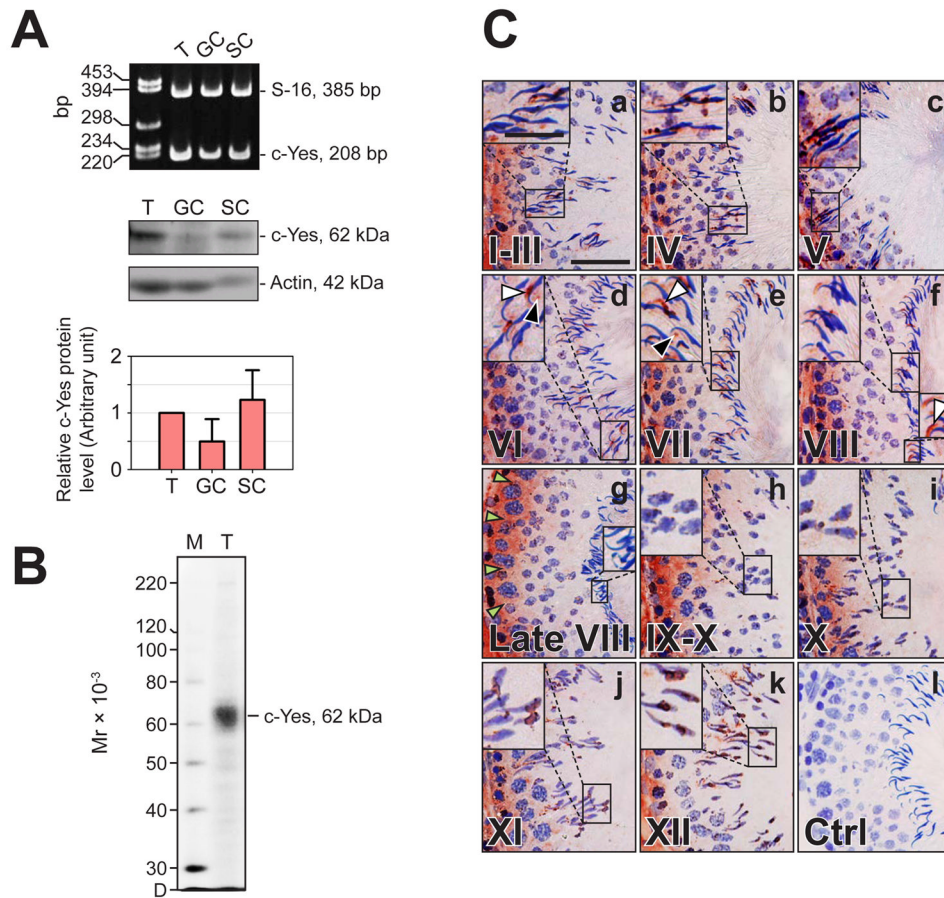 A
T GC SC
bp
453
394
298
234
220
S-16, 385 bp
c-Yes, 208 bp
T GC SC
c-Yes, 62 kDa
Actin, 42 kDa
Relative c-Yes protein
level (Arbitrary unit)
2
1
0
T GC SC
B
M T
Mr × 10⁻³
220
120
100
80
60
50
40
30
D
c-Yes, 62 kDa
C
a
I-III
b
IV
c
V
d
VI
e
VII
f
VIII
g
Late VIII
h
IX-X
i
X
j
XI
k
XII
l
Ctrl